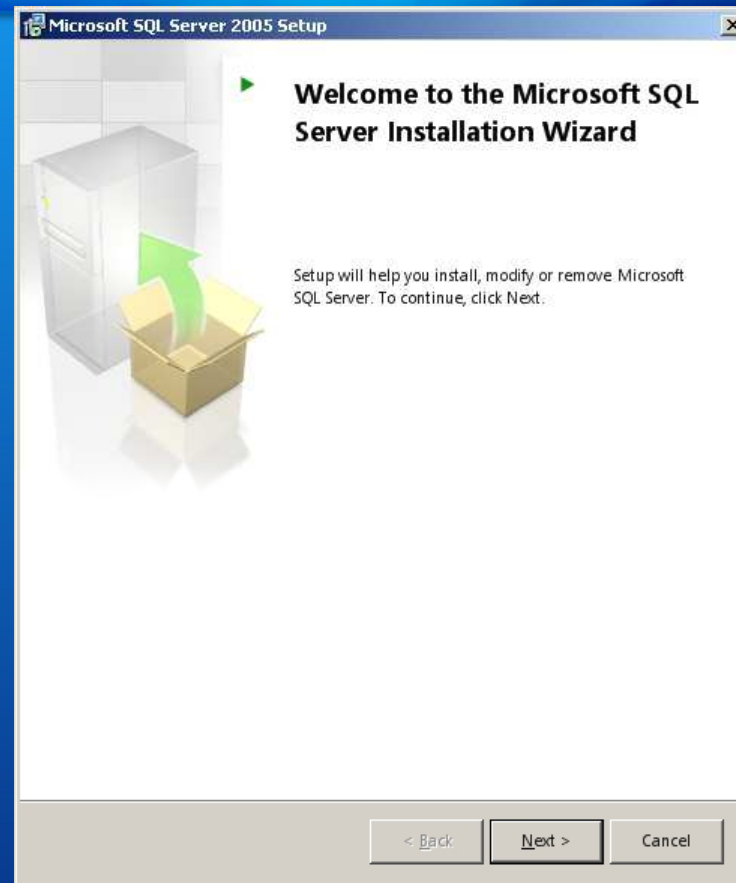 Microsoft SQL Server 2005 Setup
Welcome to the Microsoft SQL
Server Installation Wizard
Setup will help you install, modify or remove Microsoft
SQL Server. To continue, click Next.
< Back
Next >
Cancel